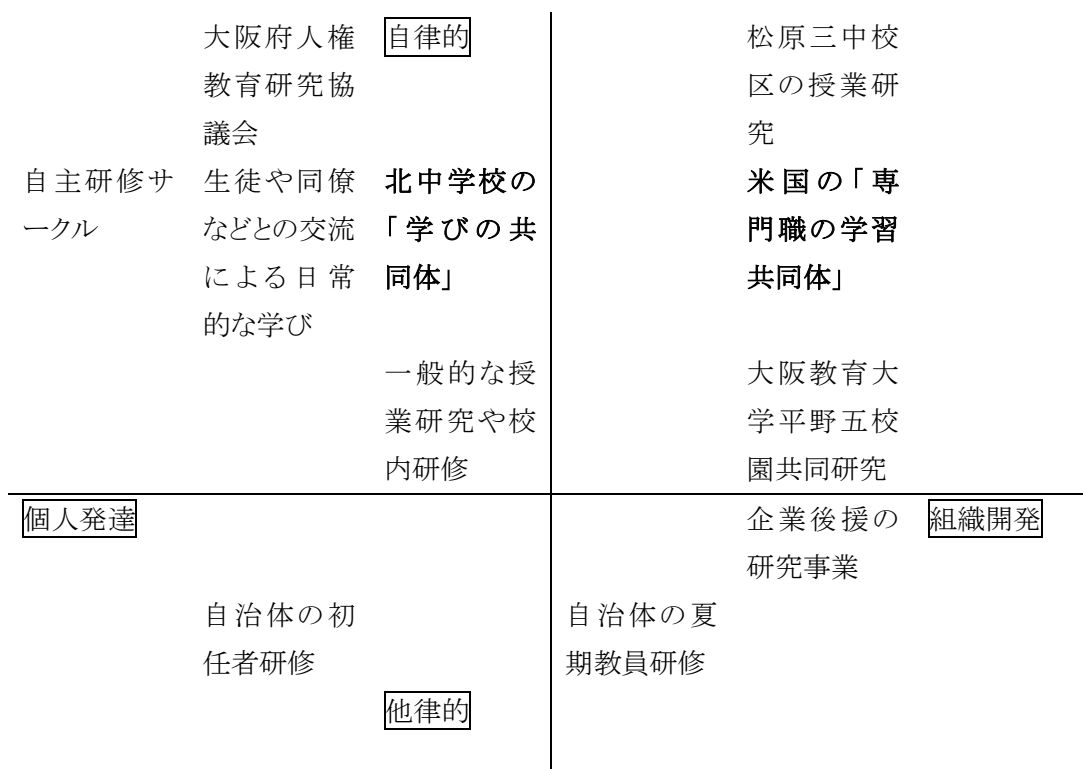 大阪府人権 自律的 松原三中校
教育研究協 区の授業研
議会 究
自主研修サ 生徒や同僚 北中学校の 米国の「専
ークル などとの交流 「学びの共 門職の学習
による日常 同体」 共同体」
的な学び
一般的な授 大阪教育大
業研究や校 学平野五校
内研修 園共同研究
個人発達 企業後援の 組織開発
研究事業
自治体の初 自治体の夏
任者研修 期教員研修
他律的